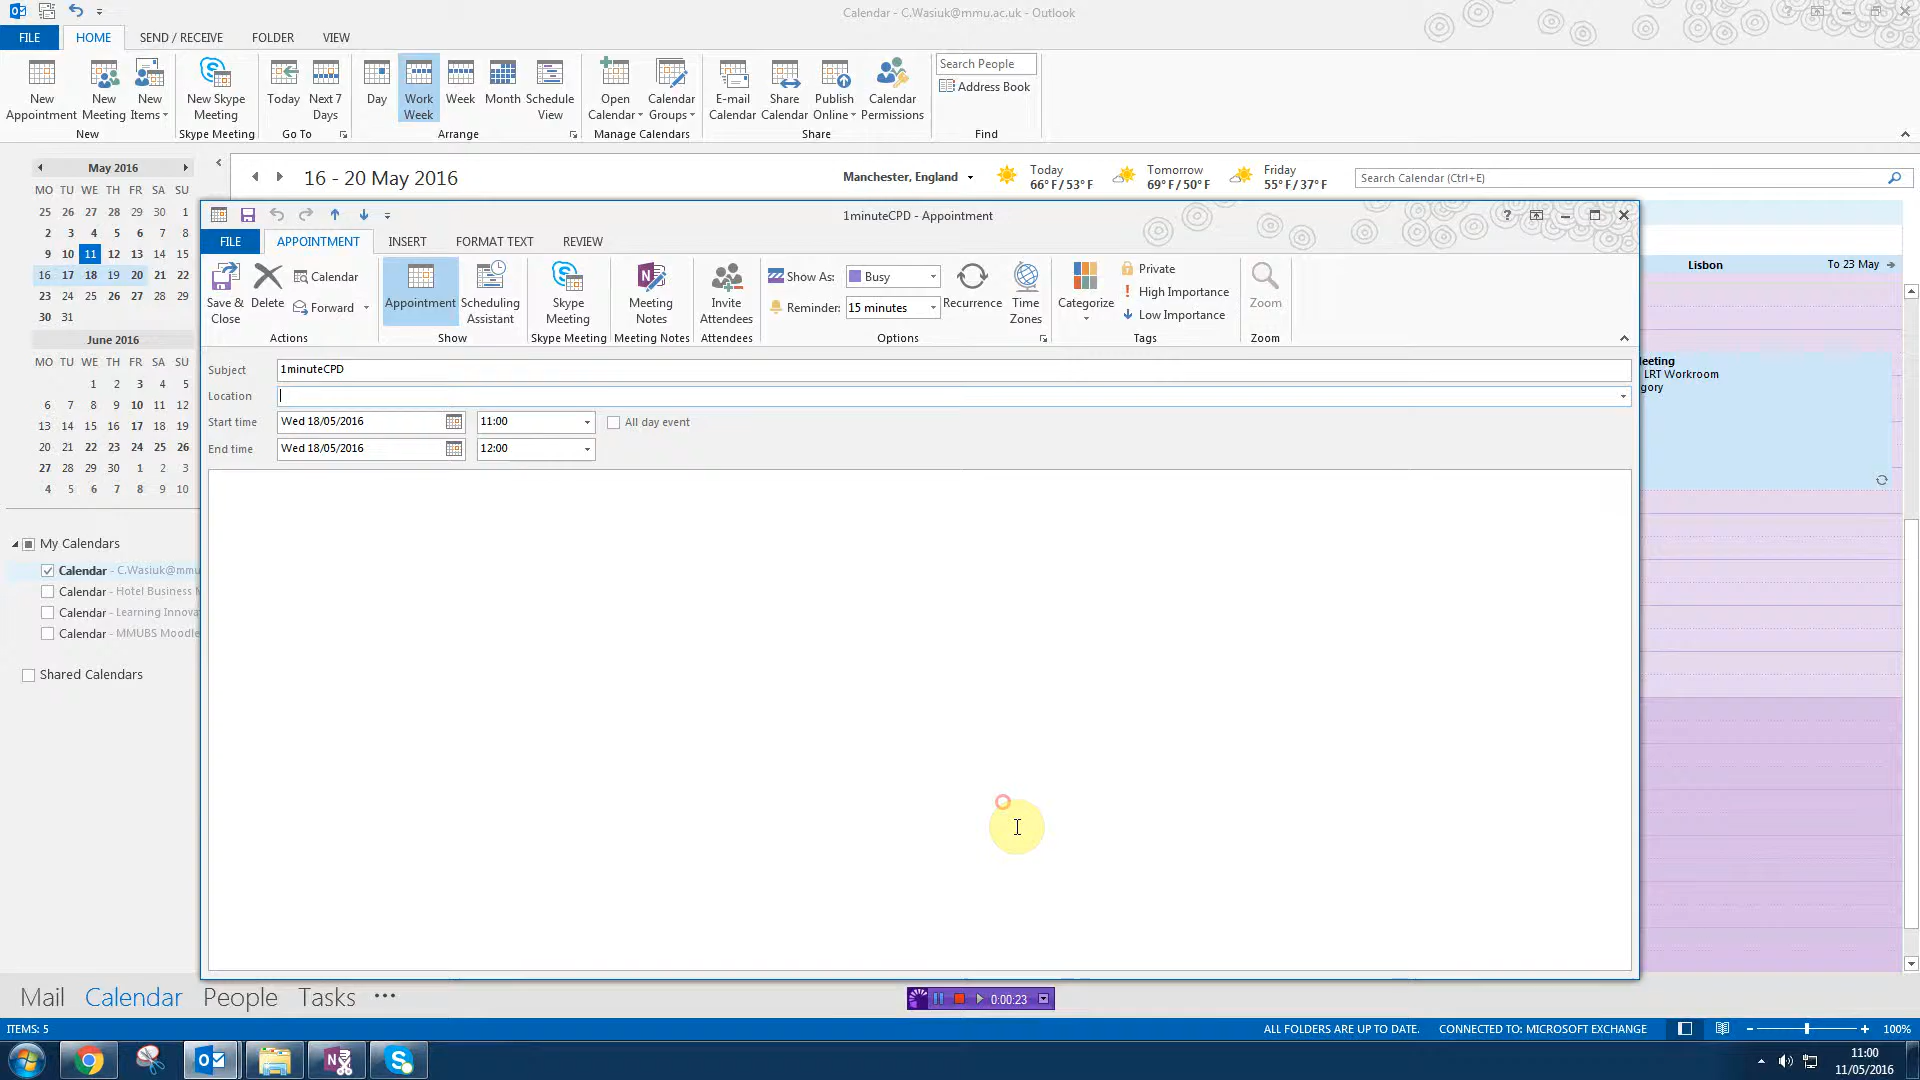 Calendar - C.Wasiuk@mmu.ac.uk - Outlook
FILE HOME SEND / RECEIVE FOLDER VIEW
New Appointment New Meeting New Items New Skype Meeting Today Next 7 Days Day Work Week Week Month Schedule View Open Calendar Calendar Groups E-mail Calendar Share Calendar Publish Online Calendar Permissions Search People
Address Book
New Skype Meeting Go To Arrange Manage Calendars Share Find
May 2016
MO TU WE TH FR SA SU
25 26 27 28 29 30 1
2 3 4 5 6 7 8
9 10 11 12 13 14 15
16 17 18 19 20 21 22
23 24 25 26 27 28 29
30 31
June 2016
MO TU WE TH FR SA SU
1 2 3 4 5
6 7 8 9 10 11 12
13 14 15 16 17 18 19
20 21 22 23 24 25 26
27 28 29 30 1 2 3
4 5 6 7 8 9 10
My Calendars
Calendar - C.Wasiuk@mmu
Calendar - Hotel Business
Calendar - Learning Innova
Calendar - MMUBS Moodle
Shared Calendars
16 - 20 May 2016
Manchester, England
Today 66°F / 53°F
Tomorrow 69°F / 50°F
Friday 55°F / 37°F
Search Calendar (Ctrl+E)
1minuteCPD - Appointment
FILE APPOINTMENT INSERT FORMAT TEXT REVIEW
Save & Close Delete Calendar Forward Appointment Scheduling Assistant Skype Meeting Meeting Notes Invite Attendees Show As: Busy Reminder: 15 minutes Recurrence Time Zones Categorize Private High Importance Low Importance Zoom
Actions Show Skype Meeting Meeting Notes Attendees Options Tags Zoom
Subject 1minuteCPD
Location
Start time Wed 18/05/2016 11:00 All day event
End time Wed 18/05/2016 12:00
Lisbon To 23 May
eeting
LRT Workroom
gory
Mail Calendar People Tasks
0:00:23
ITEMS: 5 ALL FOLDERS ARE UP TO DATE. CONNECTED TO: MICROSOFT EXCHANGE 100%
11:00
11/05/2016